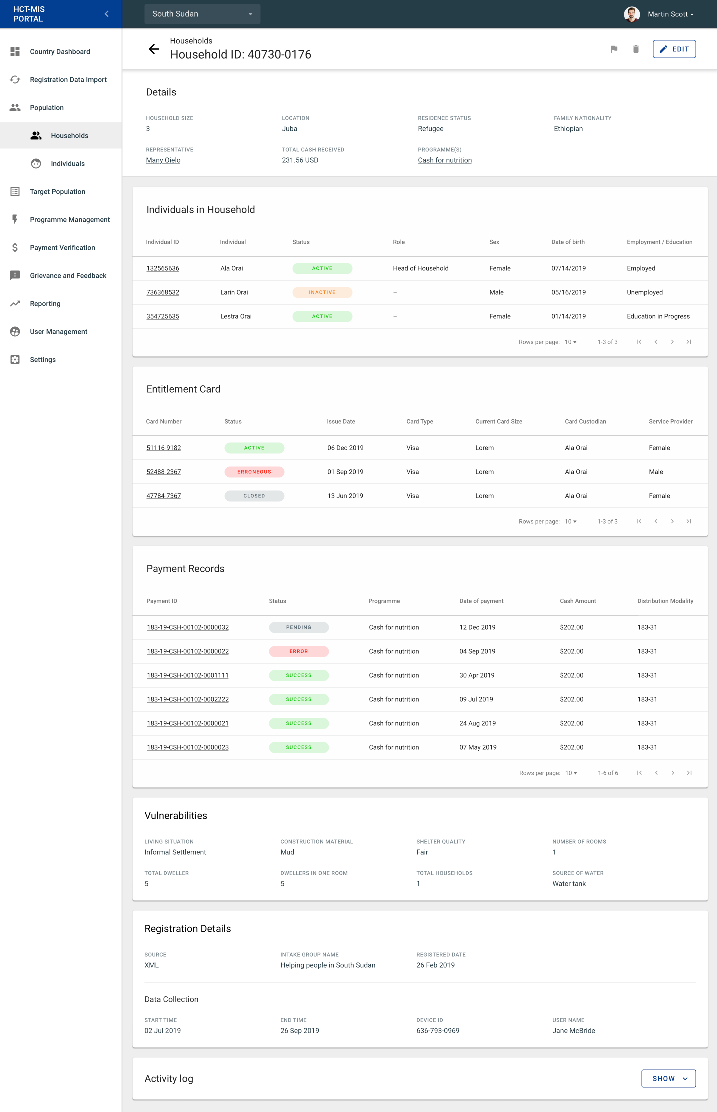 HCT-MIS
PORTAL
South Sudan
Martin Scott
Country Dashboard
Registration Data Import
Population
Households
Individuals
Target Population
Programme Management
Payment Verification
Grievance and Feedback
Reporting
User Management
Settings
Households
Household ID: 40730-0176
EDIT
Details
HOUSEHOLD SIZE LOCATION RESIDENCE STATUS FAMILY NATIONALITY
3 Juba Refugee Ethiopian
REPRESENTATIVE TOTAL CASH RECEIVED PROGRAMME(S)
Many Oielo 231.56 USD Cash for nutrition
Individuals in Household
Individual ID Individual Status Role Sex Date of birth Employment / Education
132565636 Ala Orai ACTIVE Head of Household Female 07/14/2019 Employed
736368532 Larin Orai INACTIVE – Male 05/16/2019 Unemployed
354725635 Lestra Orai ACTIVE – Female 01/14/2019 Education in Progress
Rows per page: 10 1-3 of 3
Entitlement Card
Card Number Status Issue Date Card Type Current Card Size Card Custodian Service Provider
51116 9182 ACTIVE 06 Dec 2019 Visa Lorem Ala Orai Female
52488 2367 ERRONEOUS 01 Sep 2019 Visa Lorem Ala Orai Male
47784 7367 CLOSED 13 Jun 2019 Visa Lorem Ala Orai Female
Rows per page: 10 1-3 of 3
Payment Records
Payment ID Status Programme Date of payment Cash Amount Distribution Modality
183-19-CSH-00102-0000032 PENDING Cash for nutrition 12 Dec 2019 $202.00 183-31
183-19-CSH-00102-0000022 ERROR Cash for nutrition 04 Sep 2019 $202.00 183-31
183-19-CSH-00102-0001111 SUCCESS Cash for nutrition 30 Apr 2019 $202.00 183-31
183-19-CSH-00102-0002222 SUCCESS Cash for nutrition 09 Jul 2019 $202.00 183-31
183-19-CSH-00102-0000021 SUCCESS Cash for nutrition 24 Aug 2019 $202.00 183-31
183-19-CSH-00102-0000023 SUCCESS Cash for nutrition 07 May 2019 $202.00 183-31
Rows per page: 10 1-6 of 6
Vulnerabilities
LIVING SITUATION CONSTRUCTION MATERIAL SHELTER QUALITY NUMBER OF ROOMS
Informal Settlement Mud Fair 1
TOTAL DWELLER DWELLERS IN ONE ROOM TOTAL HOUSEHOLDS SOURCE OF WATER
5 5 1 Water tank
Registration Details
SOURCE INTAKE GROUP NAME REGISTERED DATE
XML Helping people in South Sudan 26 Feb 2019
Data Collection
START TIME END TIME DEVICE ID USER NAME
02 Jul 2019 26 Sep 2019 636-793-0969 Jane McBride
Activity log
SHOW